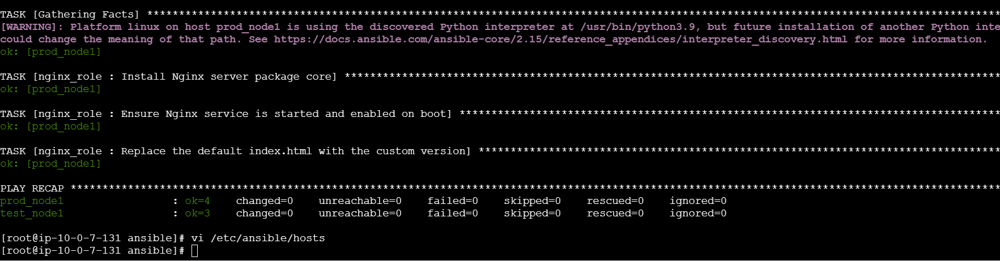 TASK [Gathering Facts] ****************************************************************************************************************************************
[WARNING]: Platform linux on host prod_node1 is using the discovered Python interpreter at /usr/bin/python3.9, but future installation of another Python inte
could change the meaning of that path. See https://docs.ansible.com/ansible-core/2.15/reference_appendices/interpreter_discovery.html for more information.
ok: [prod_node1]
TASK [nginx_role : Install Nginx server package core] *******************************************************************************************************
ok: [prod_node1]
TASK [nginx_role : Ensure Nginx service is started and enabled on boot] *************************************************************************************
ok: [prod_node1]
TASK [nginx_role : Replace the default index.html with the custom version] **********************************************************************************
ok: [prod_node1]
PLAY RECAP **************************************************************************************************************************************************
prod_node1                 : ok=4    changed=0    unreachable=0    failed=0    skipped=0    rescued=0    ignored=0
test_node1                 : ok=3    changed=0    unreachable=0    failed=0    skipped=0    rescued=0    ignored=0
[root@ip-10-0-7-131 ansible]# vi /etc/ansible/hosts
[root@ip-10-0-7-131 ansible]#